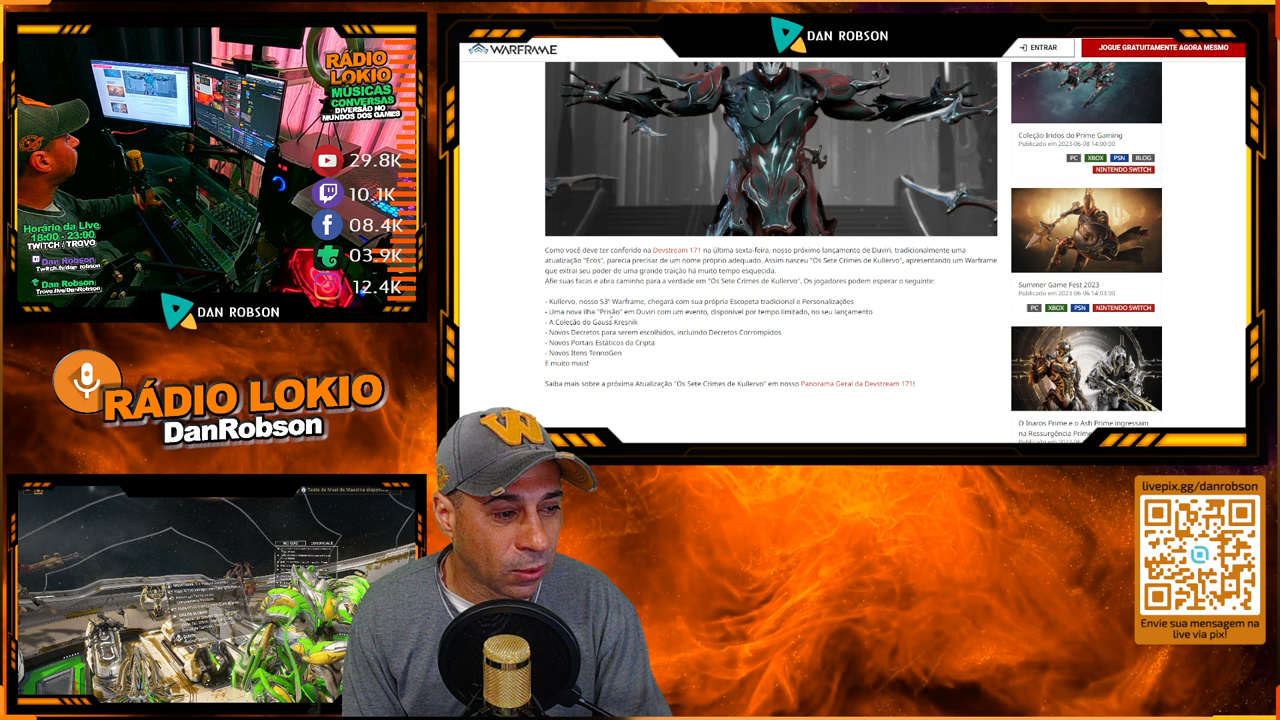 RÁDIO
LOKIO
MÚSICAS
CONVERSAS
DIVERSÃO NO
MUNDOS DOS GAMES
29.8K
10.1K
08.4K
03.9K
12.4K
Horário da Live
18:00 - 23:00
TWITCH / TROVO
Dan Robson
Twitch.tv/dan_robson
Dan Robson
Trovo.live/DanRobson
DAN ROBSON
RÁDIO LOKIO
DanRobson
DAN ROBSON
WARFRAME
ENTRAR
JOGUE GRATUITAMENTE AGORA MESMO
Como você deve ter conferido na Devstream 171 na última sexta-feira, nosso próximo lançamento de Duviri, tradicionalmente uma
atualização "Ecos", parecia precisar de um nome próprio adequado. Assim nasceu "Os Sete Crimes de Kullervo", apresentando um Warframe
que extrai seu poder de uma grande traição há muito tempo esquecida.
Afie suas facas e abra caminho para a verdade em "Os Sete Crimes de Kullervo". Os jogadores podem esperar o seguinte:
- Kullervo, nosso 53º Warframe, chegará com sua própria Escopeta tradicional e Personalizações
- Uma nova ilha "Prisão" em Duviri com um evento, disponível por tempo limitado, no seu lançamento
- A Coleção do Gauss Kresnik
- Novos Decretos para serem escolhidos, incluindo Decretos Corrompidos
- Novos Portais Estáticos da Cripta
- Novos Itens TennoGen
E muito mais!
Saiba mais sobre a próxima Atualização "Os Sete Crimes de Kullervo" em nosso Panorama Geral da Devstream 171!
Coleção Iridos do Prime Gaming
Publicado em 2023-06-08 14:00:00
PC XBOX PSN BLOG
NINTENDO SWITCH
Summer Game Fest 2023
Publicado em 2023-06-06 14:03:00
PC XBOX PSN NINTENDO SWITCH
O Inaros Prime e o Ash Prime ingressam
na Ressurgência Prime
livepix.gg/danrobson
Envie sua mensagem na
live via pix!